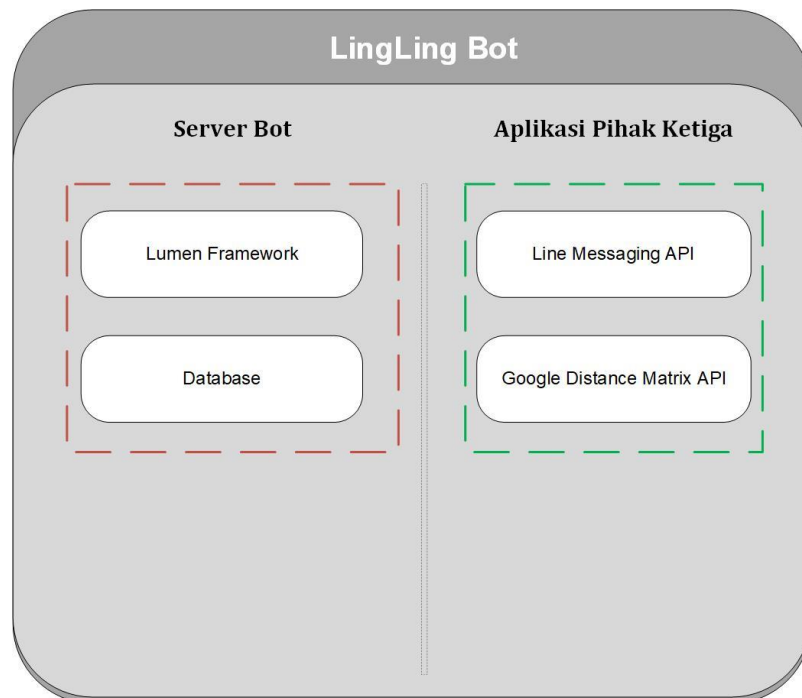 LingLing Bot
Server Bot
Lumen Framework
Database
Aplikasi Pihak Ketiga
Line Messaging API
Google Distance Matrix API